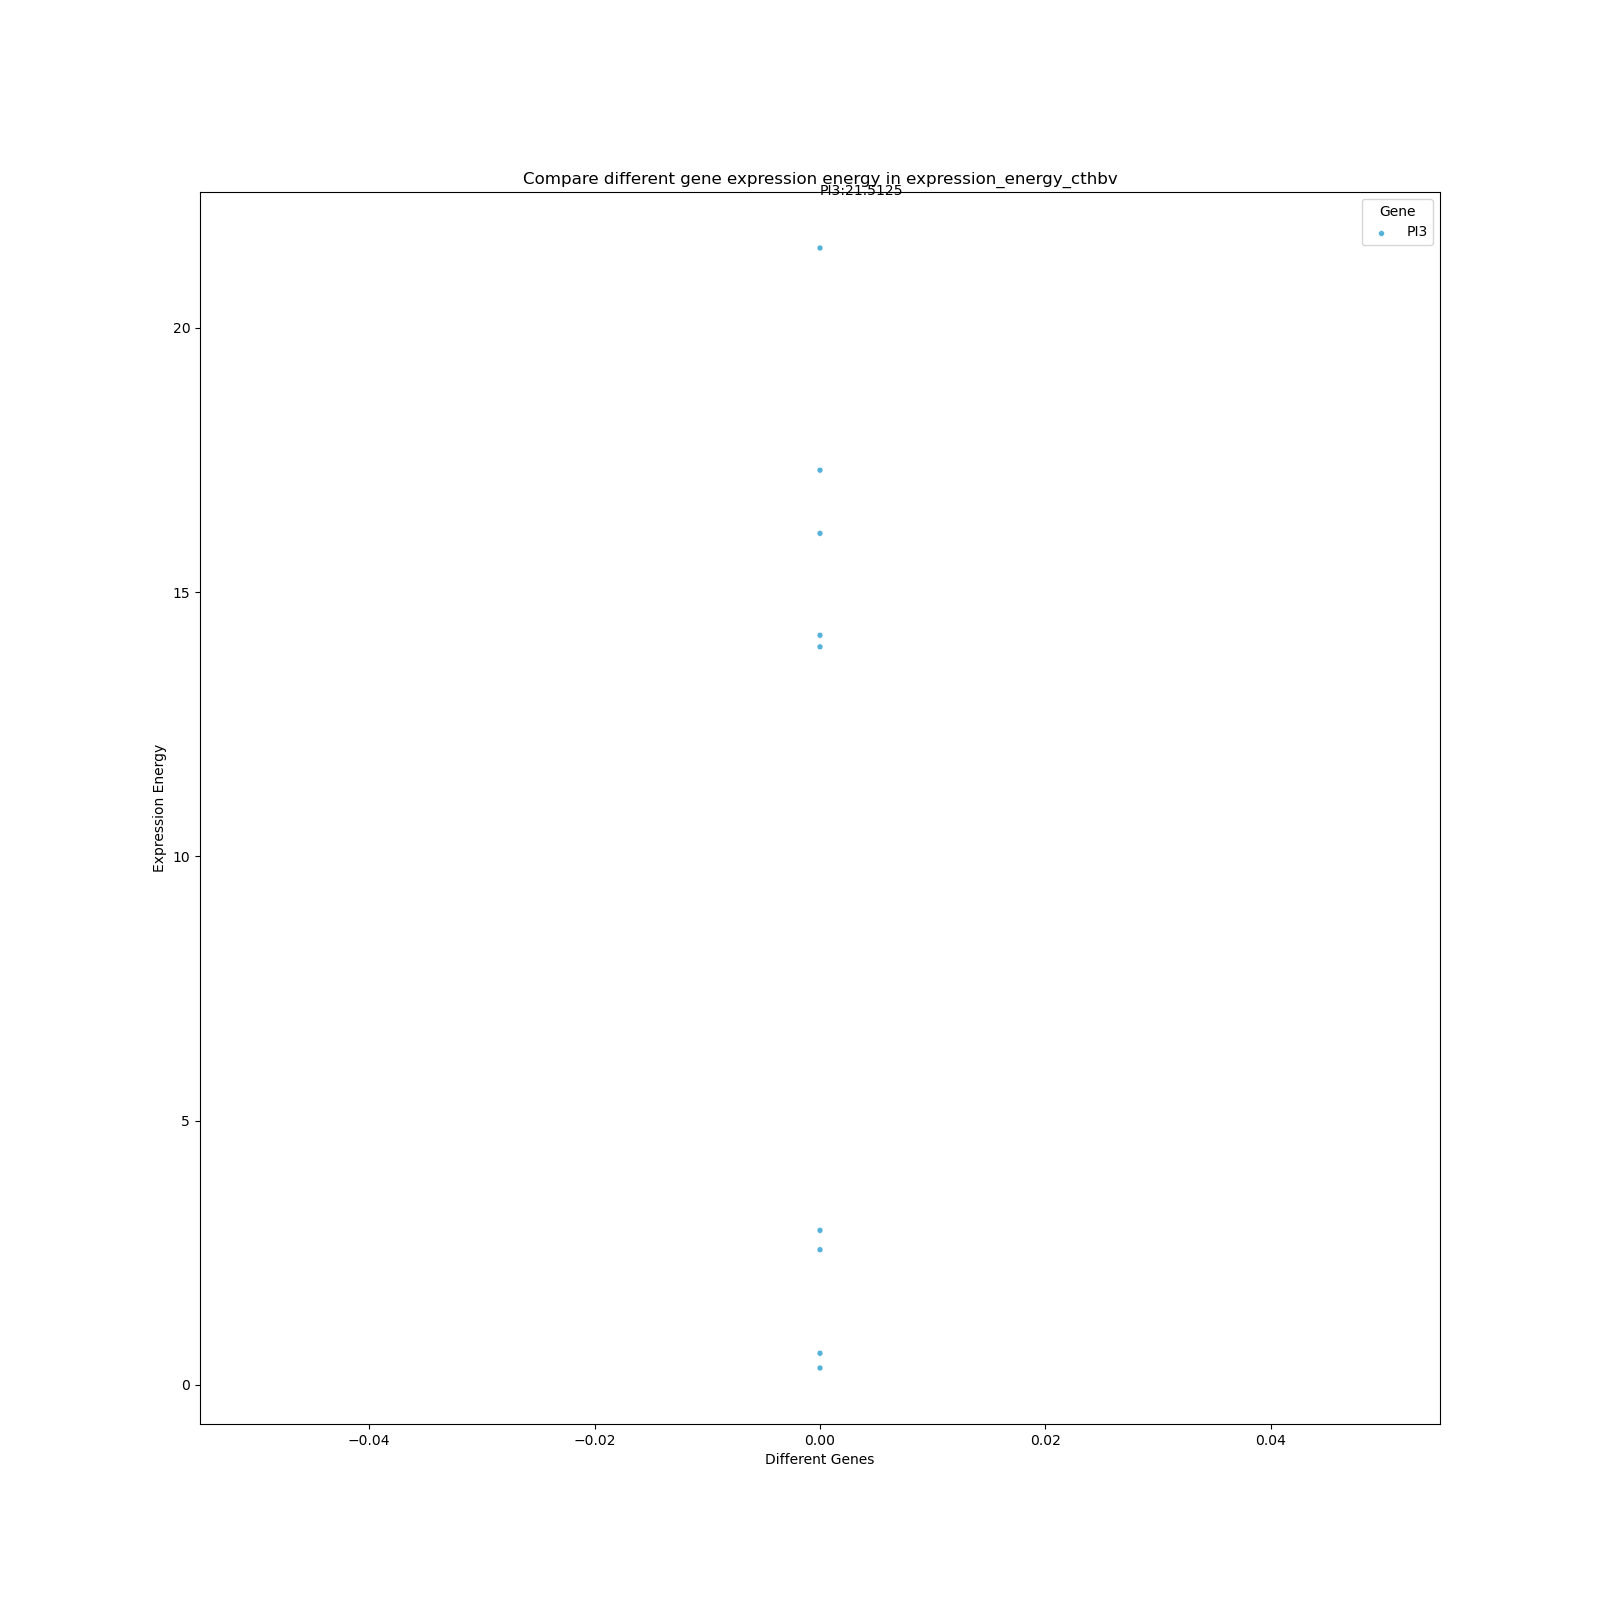 Compare different gene expression energy in expression_energy_cthbv
PI3:21.5125
Gene
PI3
20
15
10
5
0
Expression Energy
−0.04 −0.02 0.00 0.02 0.04
Different Genes